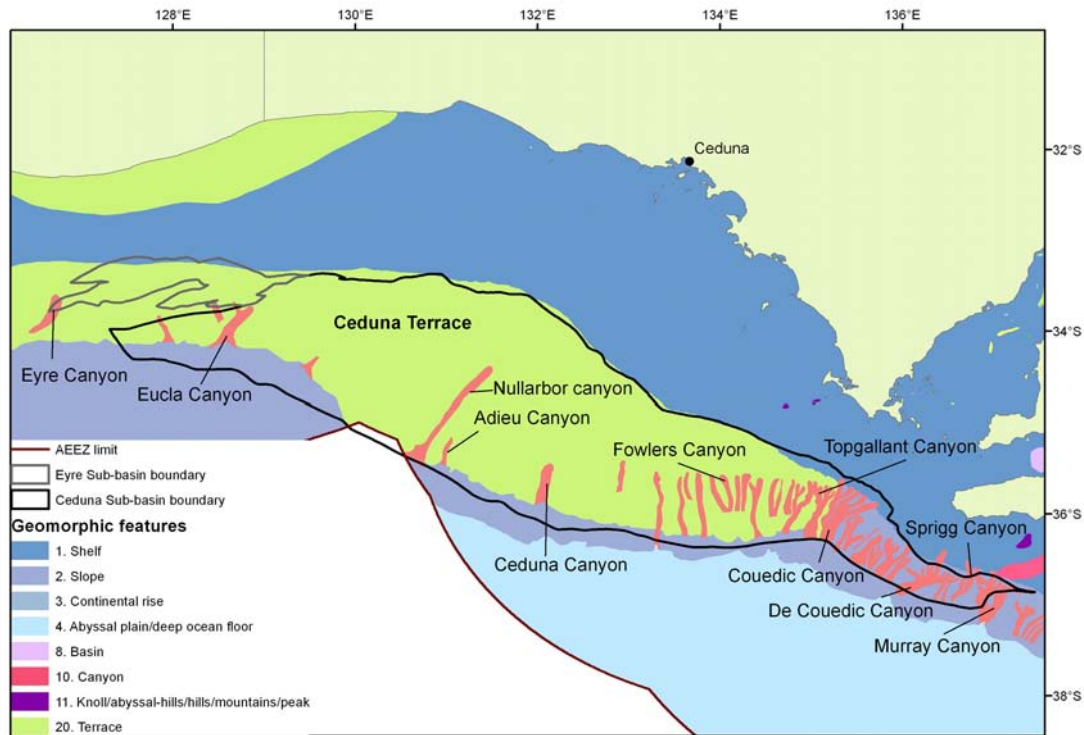 128°E
130°E
132°E
134°E
136°E
Ceduna
32°S
34°S
36°S
38°S
Ceduna Terrace
Eyre Canyon
Eucla Canyon
Nullarbor canyon
Adieu Canyon
Fowlers Canyon
Topgallant Canyon
Ceduna Canyon
Sprigg Canyon
Couedic Canyon
De Couedic Canyon
Murray Canyon
AEEZ limit
Eyre Sub-basin boundary
Ceduna Sub-basin boundary
Geomorphic features
1. Shelf
2. Slope
3. Continental rise
4. Abyssal plain/deep ocean floor
8. Basin
10. Canyon
11. Knoll/abyssal-hills/hills/mountains/peak
20. Terrace